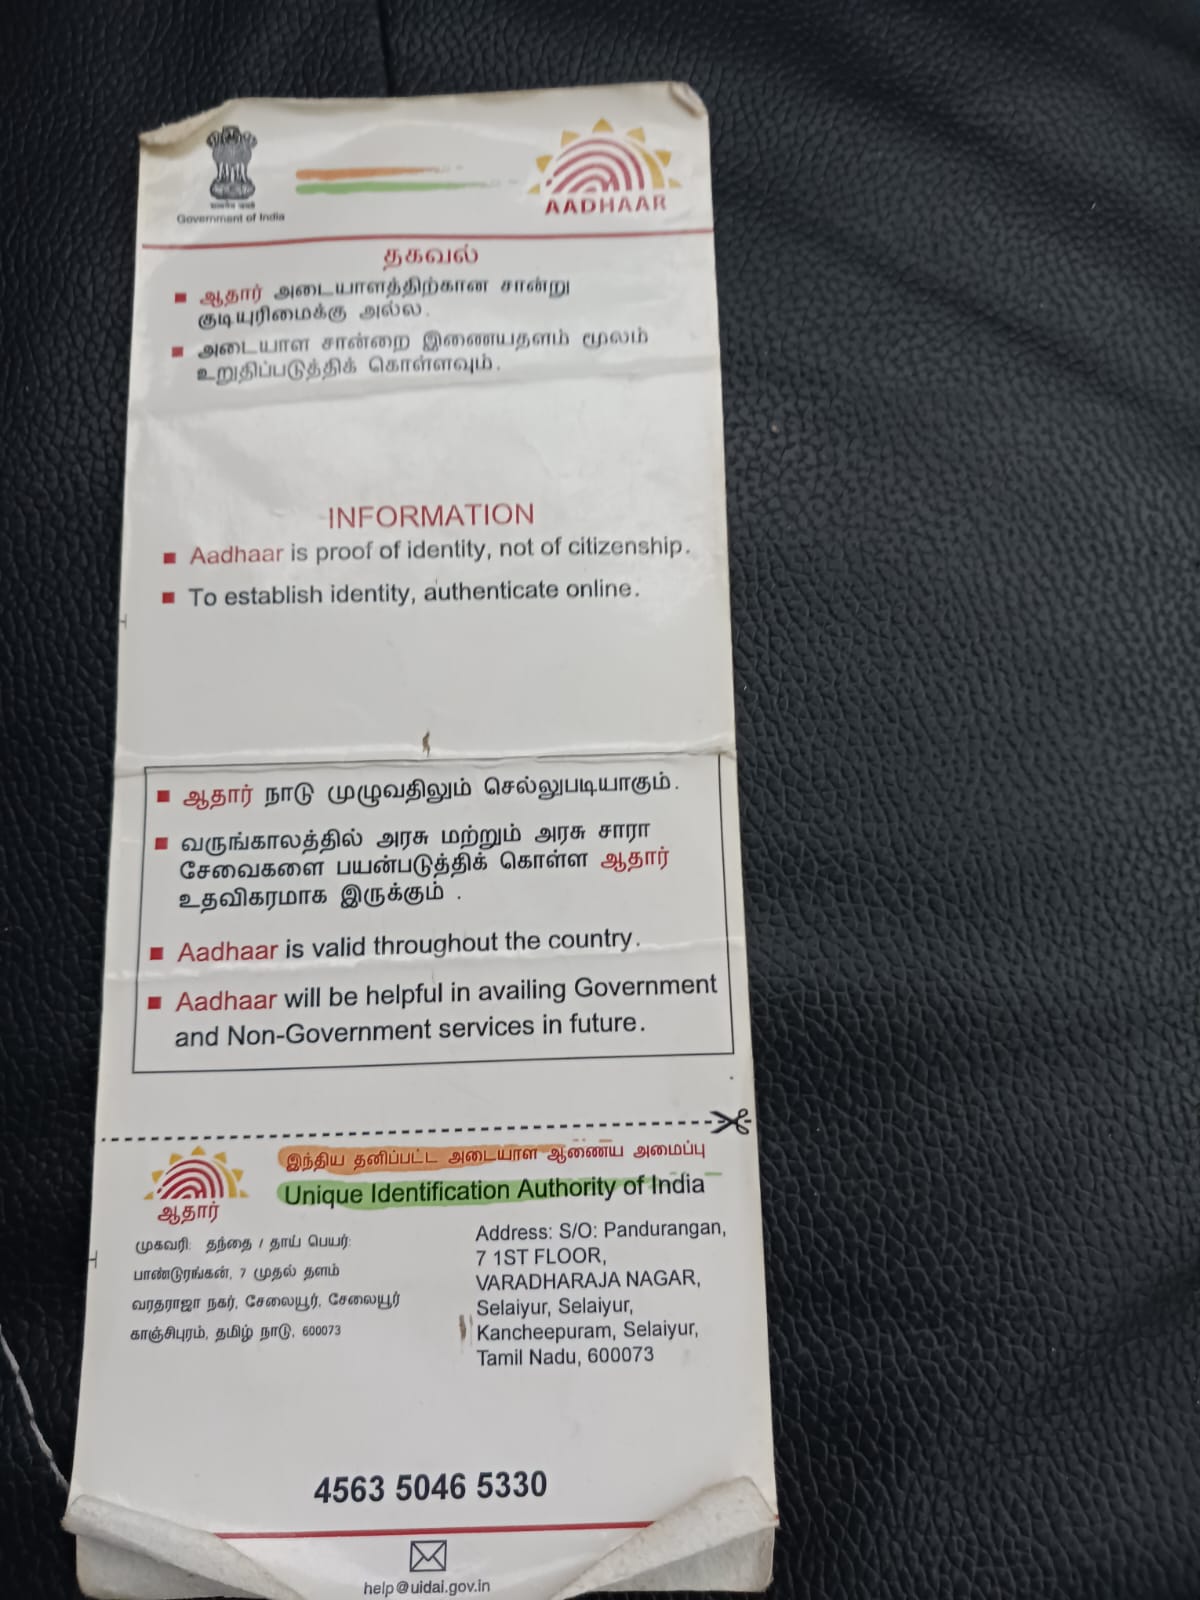 Government of India
AADHAAR
தகவல்
■ ஆதார் அடையாளத்திற்கான சான்று
குடியுரிமைக்கு அல்ல.
■ அடையாள சான்றை இணையதளம் மூலம்
உறுதிப்படுத்திக் கொள்ளவும்.
INFORMATION
■ Aadhaar is proof of identity, not of citizenship.
■ To establish identity, authenticate online.
■ ஆதார் நாடு முழுவதிலும் செல்லுபடியாகும்.
■ வருங்காலத்தில் அரசு மற்றும் அரசு சாரா
சேவைகளை பயன்படுத்திக் கொள்ள ஆதார்
உதவிகரமாக இருக்கும் .
■ Aadhaar is valid throughout the country.
■ Aadhaar will be helpful in availing Government
and Non-Government services in future.
இந்திய தனிப்பட்ட அடையாள ஆணைய அமைப்பு
Unique Identification Authority of India
ஆதார்
முகவரி: தந்தை / தாய் பெயர்:
பாண்டுரங்கன், 7 முதல் தளம்
வரதராஜா நகர், சேலையூர், சேலையூர்
காஞ்சிபுரம், தமிழ் நாடு, 600073
Address: S/O: Pandurangan,
7 1ST FLOOR,
VARADHARAJA NAGAR,
Selaiyur, Selaiyur,
Kancheepuram, Selaiyur,
Tamil Nadu, 600073
4563 5046 5330
help@uidai.gov.in